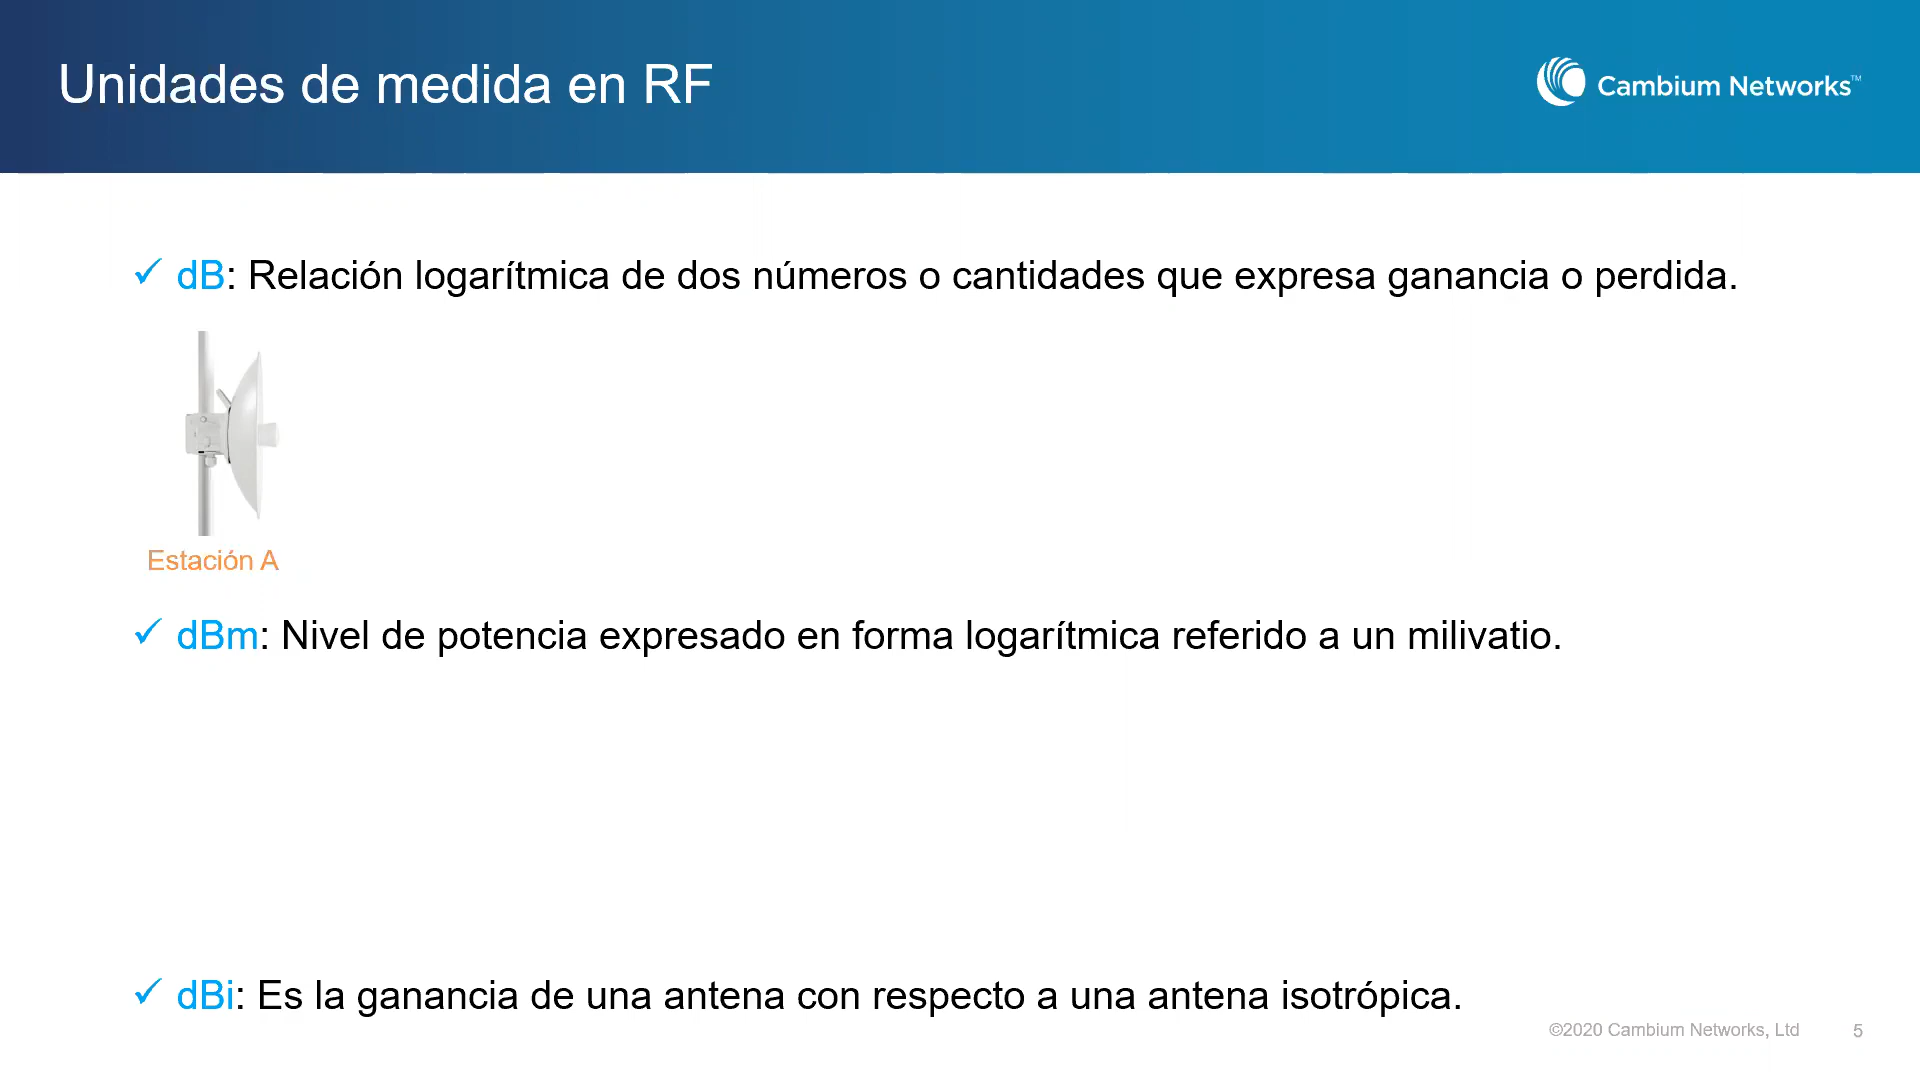 Unidades de medida en RF
Cambium Networks™
✓ dB: Relación logarítmica de dos números o cantidades que expresa ganancia o perdida.
Estación A
✓ dBm: Nivel de potencia expresado en forma logarítmica referido a un milivatio.
✓ dBi: Es la ganancia de una antena con respecto a una antena isotrópica.
©2020 Cambium Networks, Ltd 5